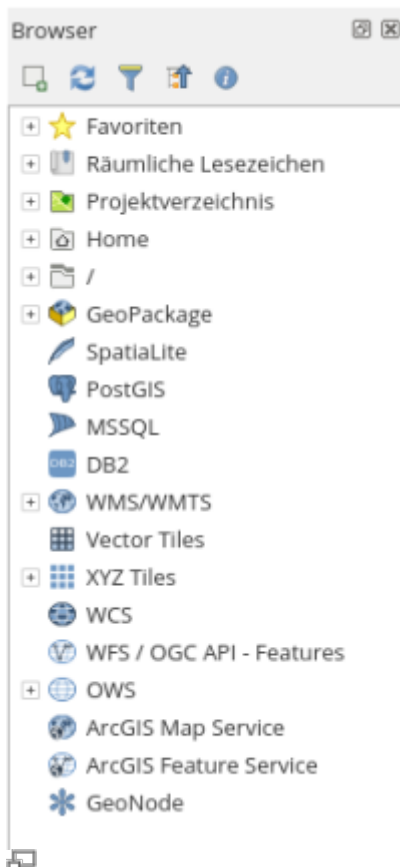 Browser
Favoriten
Räumliche Lesezeichen
Projektverzeichnis
Home
/
GeoPackage
SpatiaLite
PostGIS
MSSQL
DB2 DB2
WMS/WMTS
Vector Tiles
XYZ Tiles
WCS
WFS / OGC API - Features
OWS
ArcGIS Map Service
ArcGIS Feature Service
GeoNode